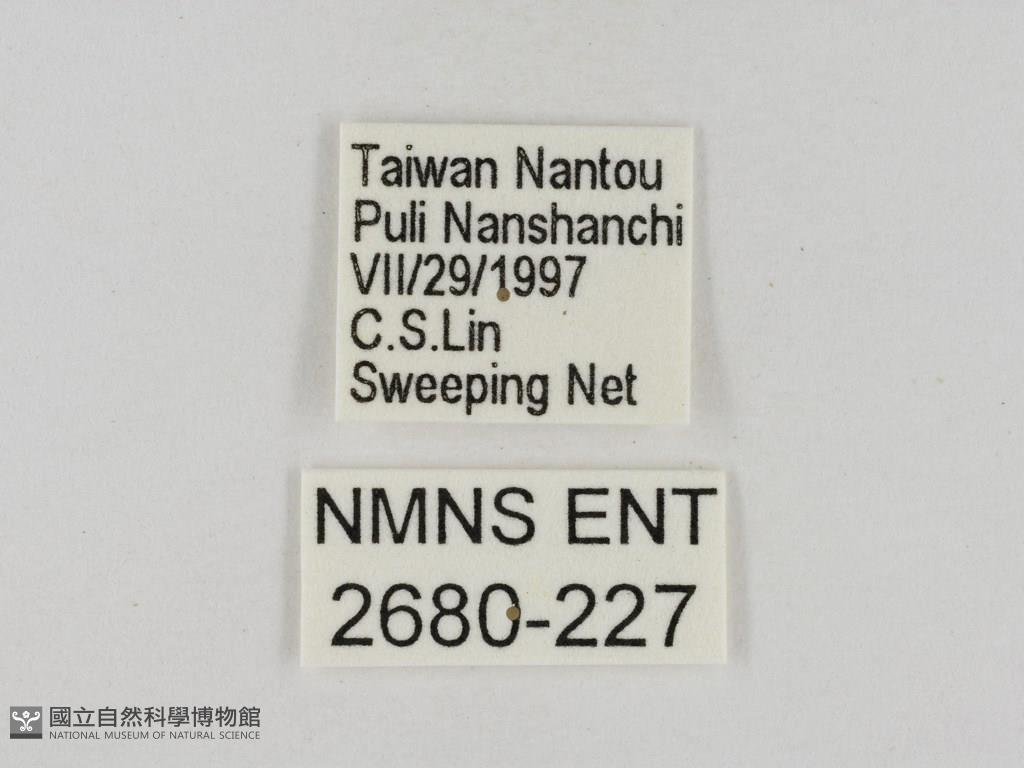 Taiwan Nantou
Puli Nanshanchi
VII/29/1997
C.S.Lin
Sweeping Net
NMNS ENT
2680-227
國立自然科學博物館
NATIONAL MUSEUM OF NATURAL SCIENCE